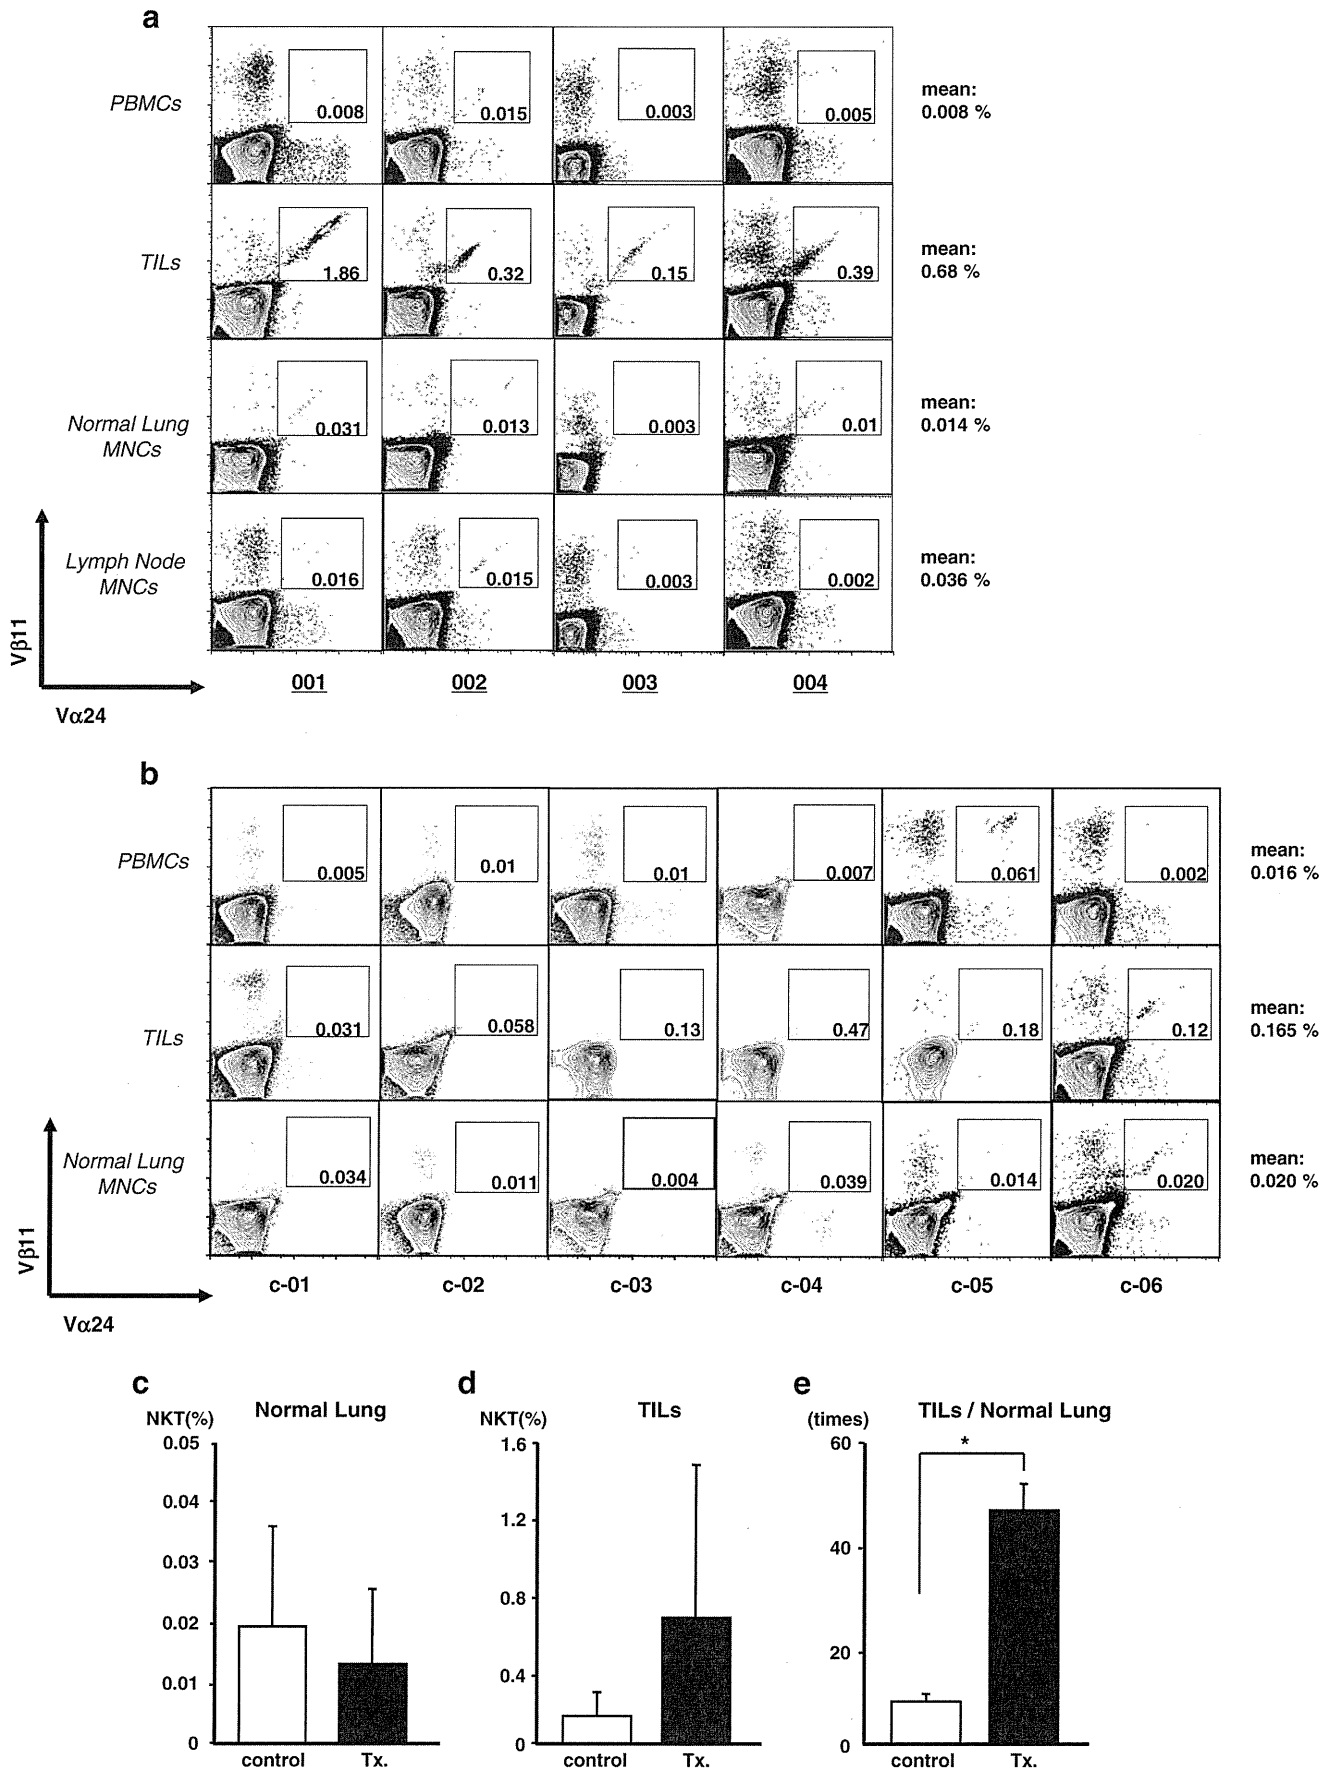 a
PBMCs
0.008
0.015
0.003
0.005
mean:
0.008 %
TILs
1.86
0.32
0.15
0.39
mean:
0.68 %
Normal Lung
MNCs
0.031
0.013
0.003
0.01
mean:
0.014 %
Lymph Node
MNCs
0.016
0.015
0.003
0.002
mean:
0.036 %
Vβ11
Vα24
001
002
003
004
b
PBMCs
0.005
0.01
0.01
0.007
0.061
0.002
mean:
0.016 %
TILs
0.031
0.058
0.13
0.47
0.18
0.12
mean:
0.165 %
Normal Lung
MNCs
0.034
0.011
0.004
0.039
0.014
0.020
mean:
0.020 %
Vβ11
Vα24
c-01
c-02
c-03
c-04
c-05
c-06
c
NKT(%)
Normal Lung
0.05
0.04
0.03
0.02
0.01
0
control
Tx.
d
NKT(%)
TILs
1.6
1.2
0.8
0.4
0
control
Tx.
e
(times)
TILs / Normal Lung
60
40
20
0
*
control
Tx.